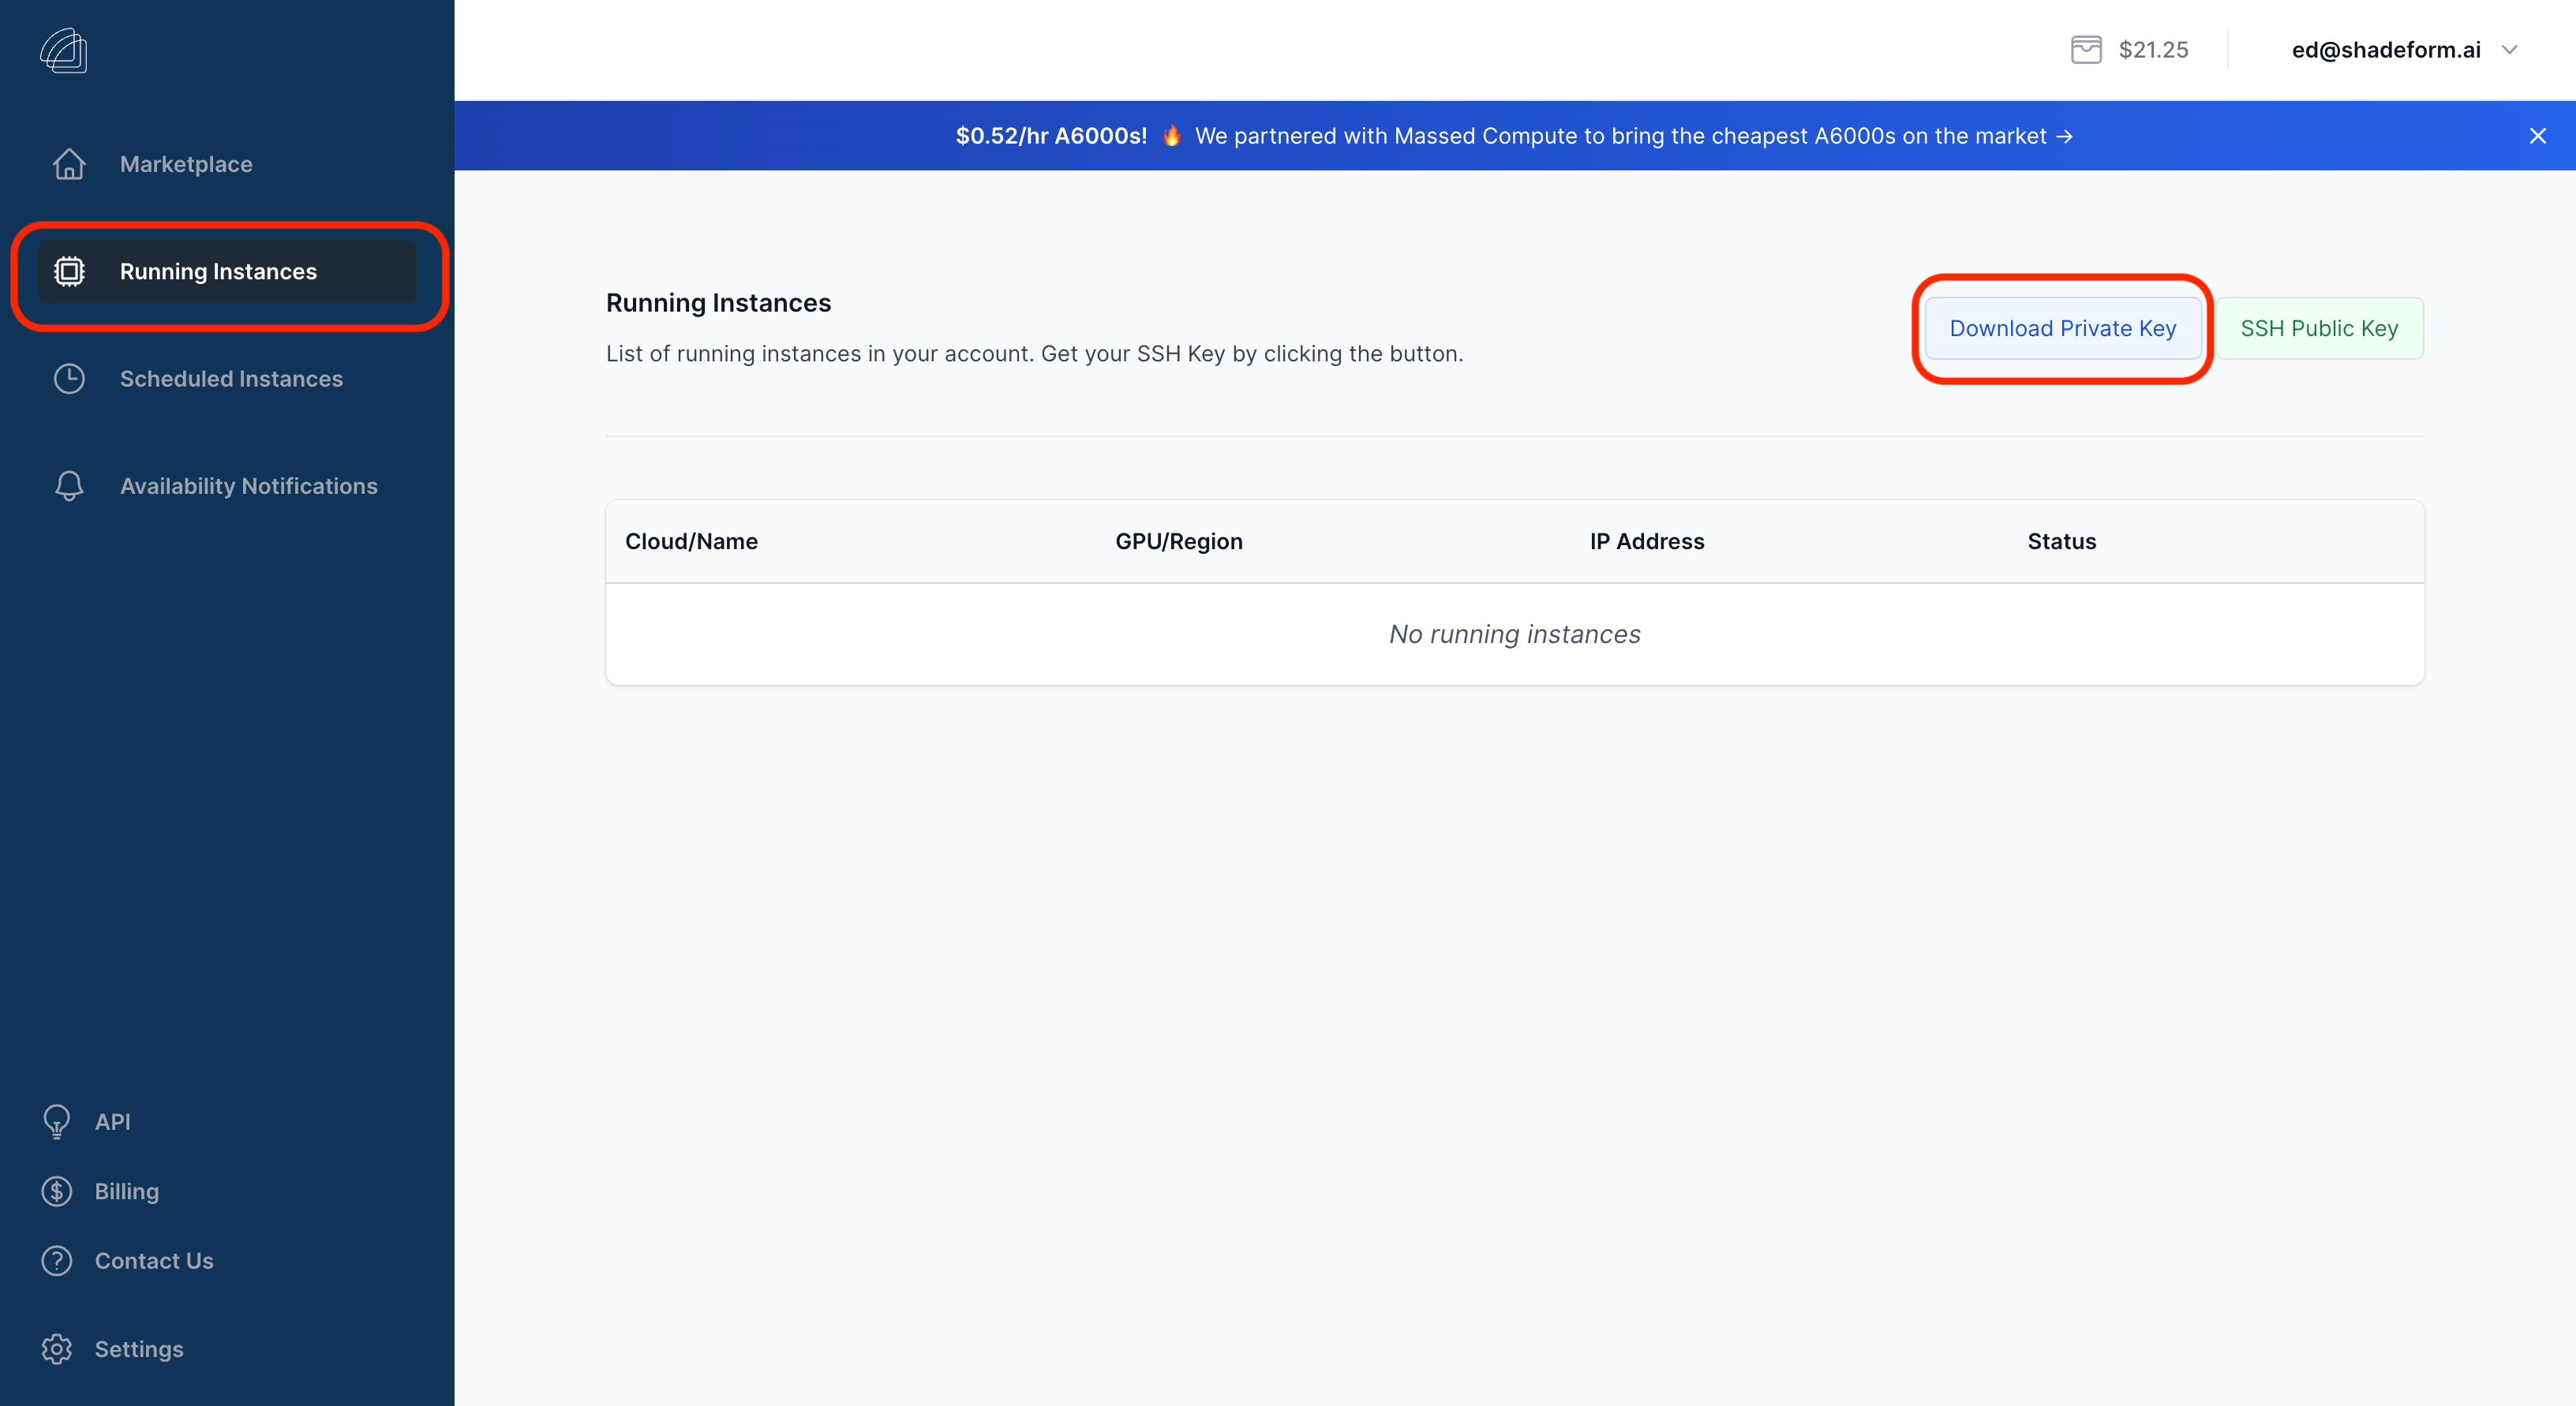 $21.25
ed@shadeform.ai
$0.52/hr A6000s! 🔥 We partnered with Massed Compute to bring the cheapest A6000s on the market →
Marketplace
Running Instances
Scheduled Instances
Availability Notifications
API
Billing
Contact Us
Settings
Running Instances
List of running instances in your account. Get your SSH Key by clicking the button.
Download Private Key
SSH Public Key
Cloud/Name GPU/Region IP Address Status
No running instances